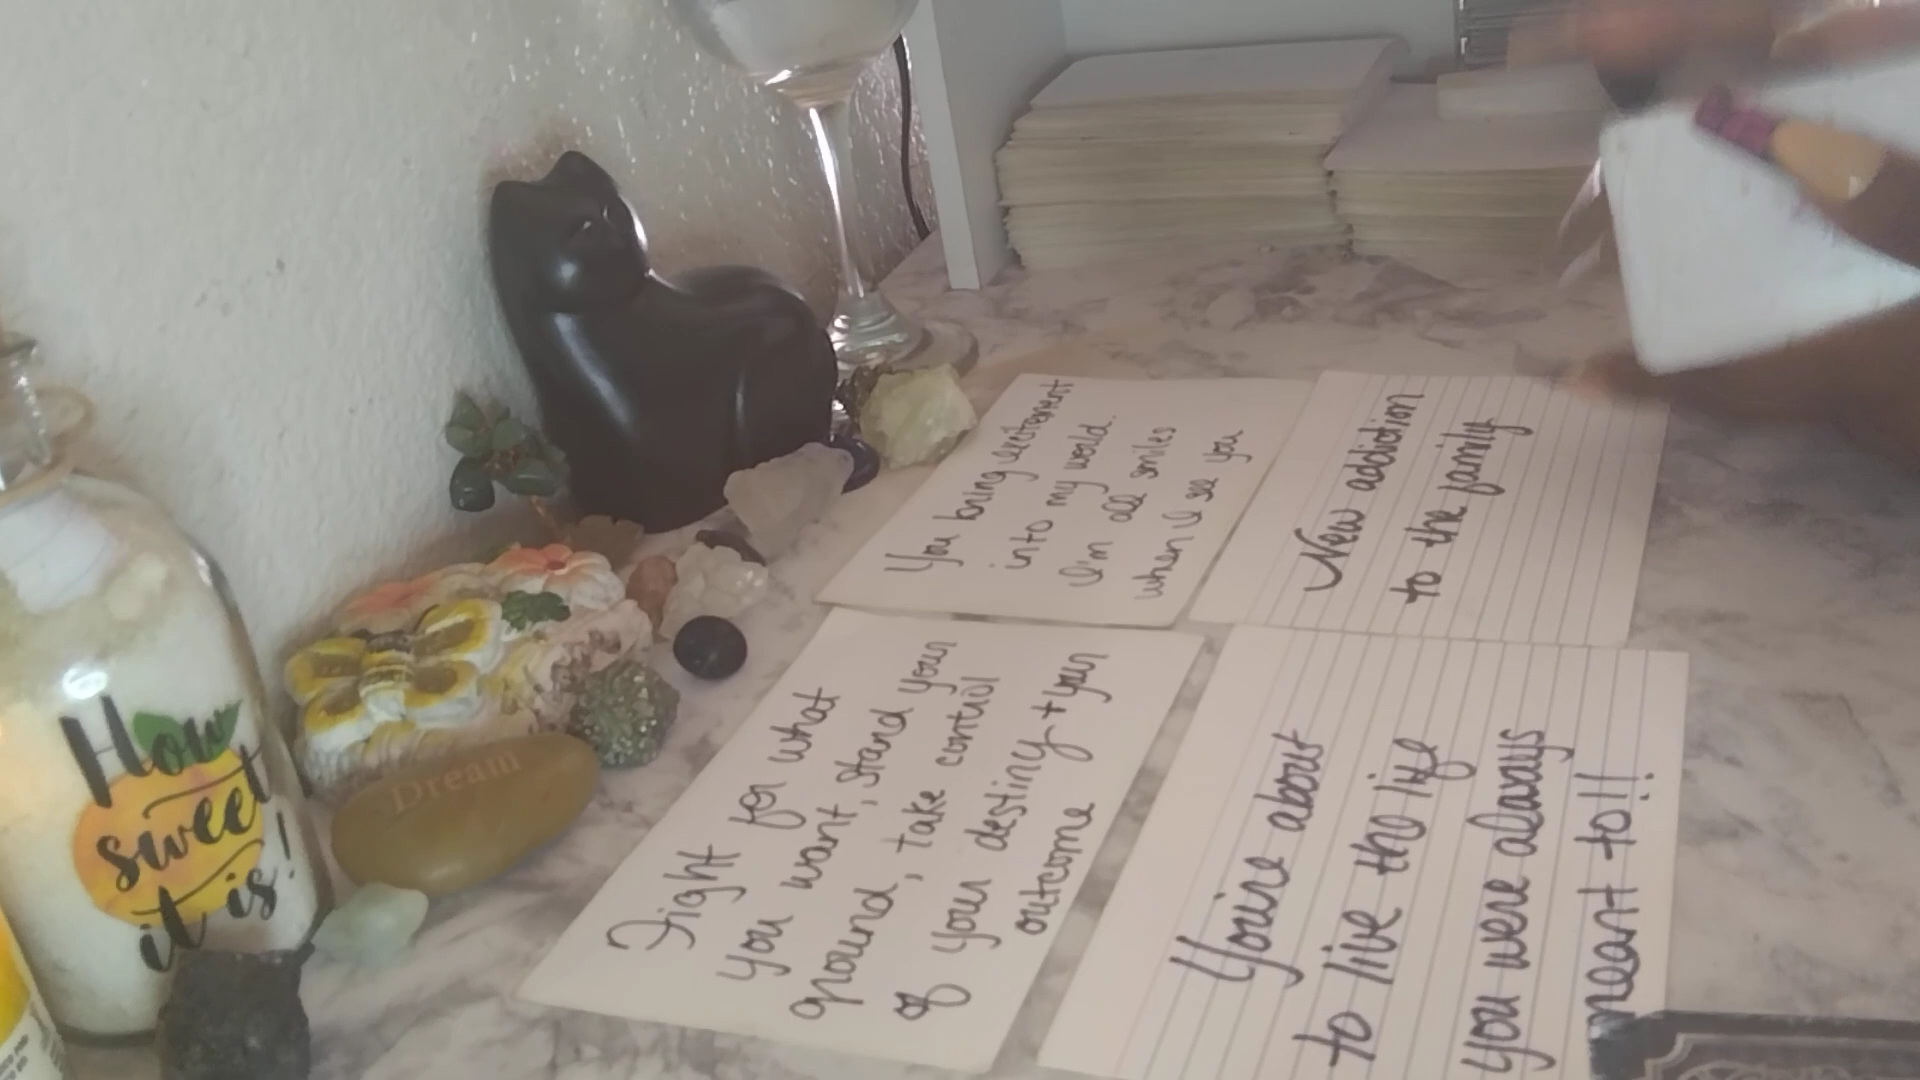 You bring excitement
into my world.
I'm all smiles
when I see you
New addiction
to the family
Fight for what
you want, stand your
ground, take control
of your destiny + your
outcome
You're about
to live the life
you were always
meant to!!
How
sweet
it is!
Dream